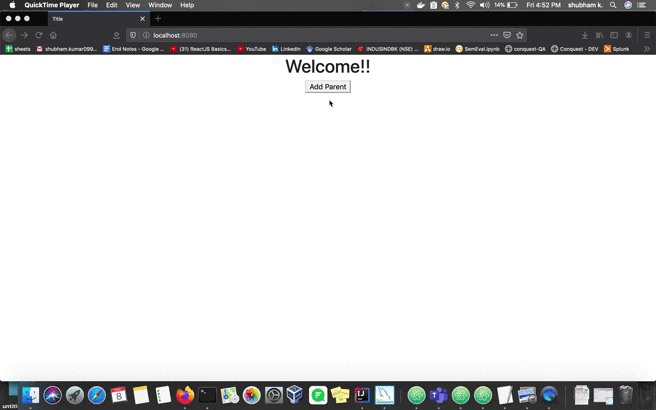 QuickTime Player File Edit View Window Help 14% Fri 4:52 PM shubham k.
Title
localhost:8080
sheets shubham.kumar099... End Notes - Google ... (31) ReactJS Basics... YouTube LinkedIn Google Scholar INDUSINDBK (NSE) ... draw.io SemEval.ipynb conquest-QA Conquest - DEV Splunk
Welcome!!
Add Parent
8
untitl